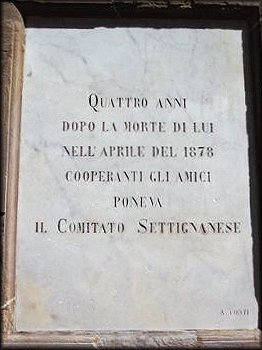 QUATTRO ANNI
DOPO LA MORTE DI LUI
NELL'APRILE DEL 1878
COOPERANTI GLI AMICI
PONEVA
IL COMITATO SETTIGNANESE
A. CONTI